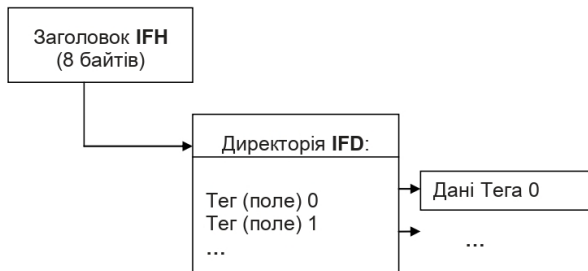 Заголовок IFH
(8 байтів)
Директорія IFD:
Тег (поле) 0
Тег (поле) 1
...
Дані Тега 0
...